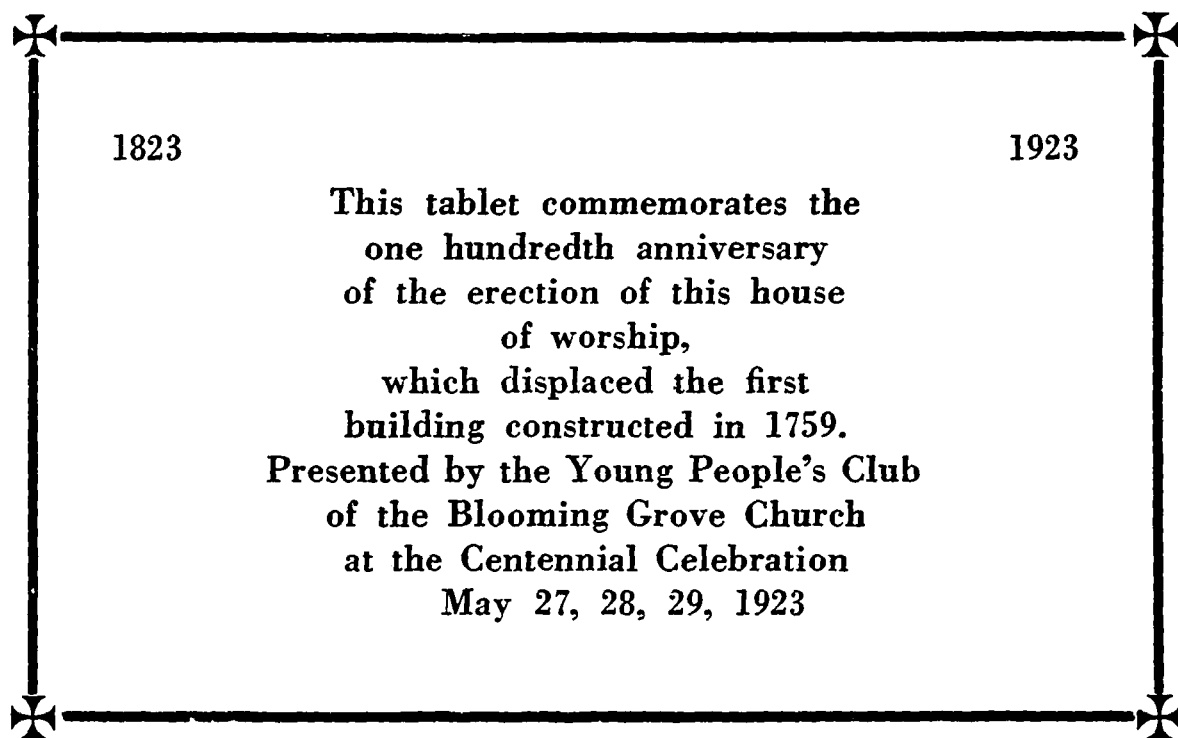 1823 1923
This tablet commemorates the
one hundredth anniversary
of the erection of this house
of worship,
which displaced the first
building constructed in 1759.
Presented by the Young People's Club
of the Blooming Grove Church
at the Centennial Celebration
May 27, 28, 29, 1923